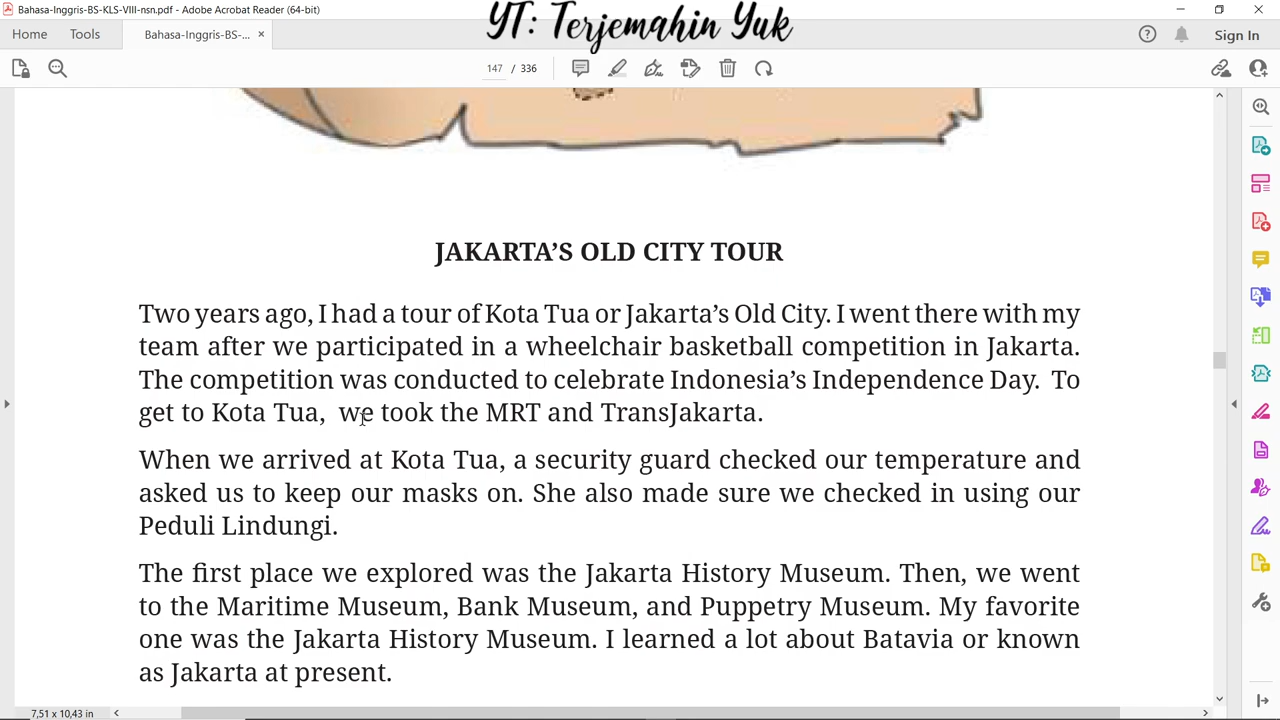 Bahasa-Inggris-BS-KLS-VIII-nsn.pdf - Adobe Acrobat Reader (64-bit)
YT: Terjemahin Yuk
Home Tools Bahasa-Inggris-BS-... × Sign In
147 / 336
JAKARTA’S OLD CITY TOUR
Two years ago, I had a tour of Kota Tua or Jakarta’s Old City. I went there with my
team after we participated in a wheelchair basketball competition in Jakarta.
The competition was conducted to celebrate Indonesia’s Independence Day. To
get to Kota Tua, we took the MRT and TransJakarta.
When we arrived at Kota Tua, a security guard checked our temperature and
asked us to keep our masks on. She also made sure we checked in using our
Peduli Lindungi.
The first place we explored was the Jakarta History Museum. Then, we went
to the Maritime Museum, Bank Museum, and Puppetry Museum. My favorite
one was the Jakarta History Museum. I learned a lot about Batavia or known
as Jakarta at present.
7,51 x 10,43 in